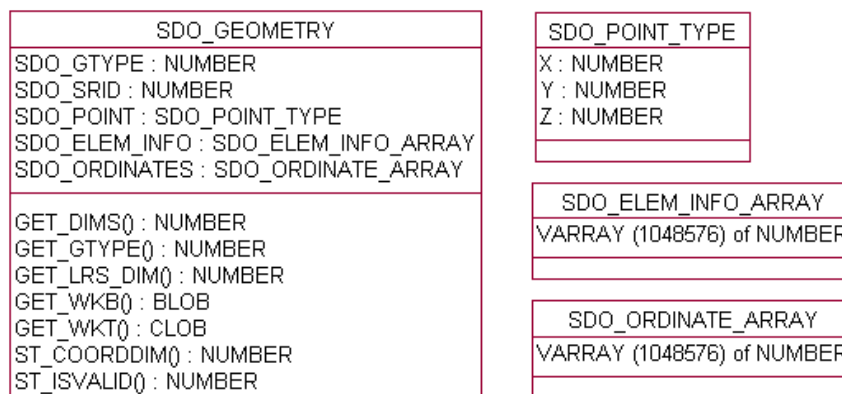 SDO_GEOMETRY
SDO_GTYPE : NUMBER
SDO_SRID : NUMBER
SDO_POINT : SDO_POINT_TYPE
SDO_ELEM_INFO : SDO_ELEM_INFO_ARRAY
SDO_ORDINATES : SDO_ORDINATE_ARRAY
GET_DIMS() : NUMBER
GET_GTYPE() : NUMBER
GET_LRS_DIM() : NUMBER
GET_WKB() : BLOB
GET_WKT() : CLOB
ST_COORDDIM() : NUMBER
ST_ISVALID() : NUMBER
SDO_POINT_TYPE
X : NUMBER
Y : NUMBER
Z : NUMBER
SDO_ELEM_INFO_ARRAY
VARRAY (1048576) of NUMBER
SDO_ORDINATE_ARRAY
VARRAY (1048576) of NUMBER